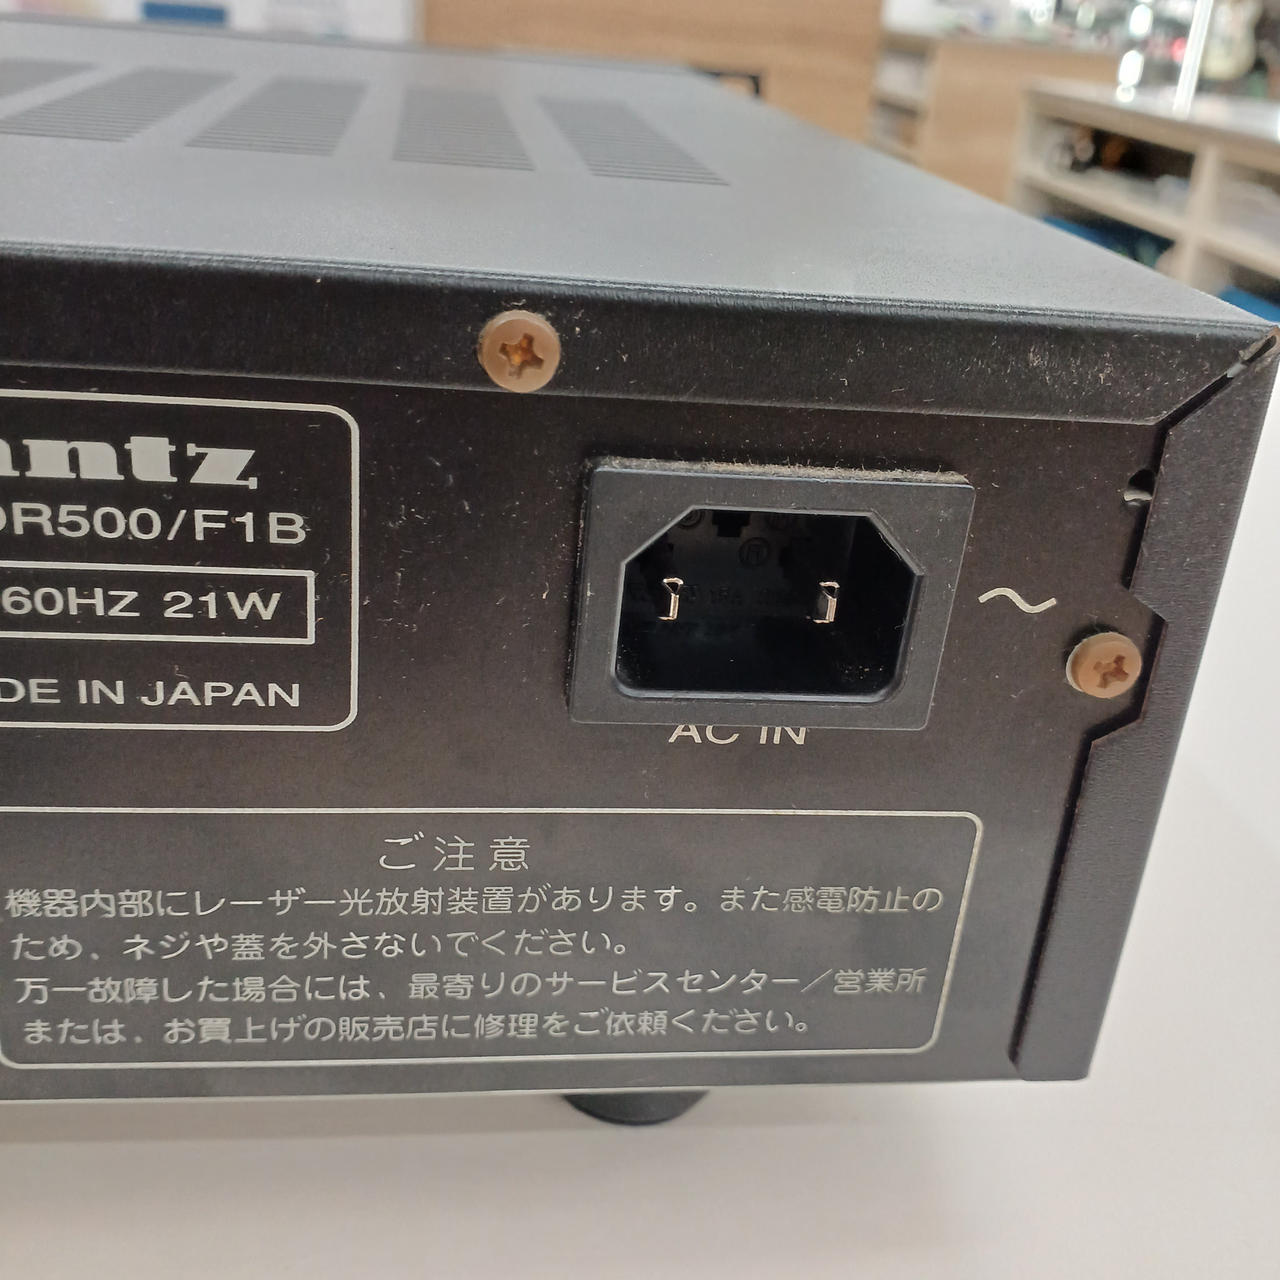 antz
DR500/F1B
60HZ 21W
DE IN JAPAN
~
AC IN
ご注意
機器内部にレーザー光放射装置があります。また感電防止の
ため、ネジや蓋を外さないでください。
万一故障した場合には、最寄りのサービスセンター／営業所
または、お買上げの販売店に修理をご依頼ください。